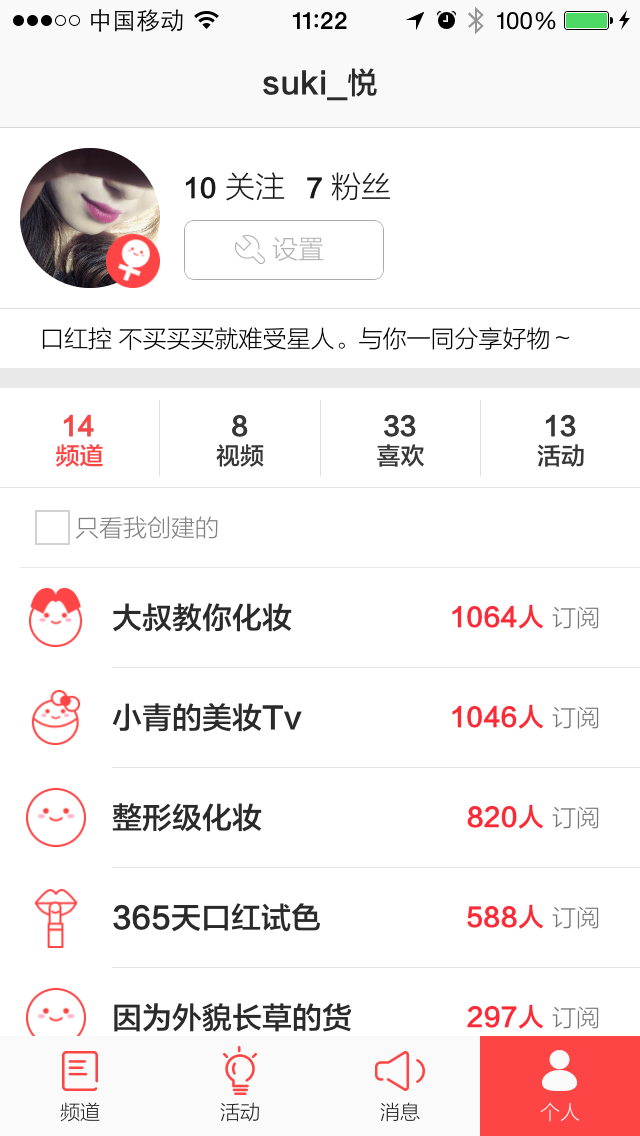 中国移动 11:22 100%
suki_悦
10 关注 7 粉丝
设置
口红控 不买买买就难受星人。与你一同分享好物～
14 8 33 13
频道 视频 喜欢 活动
只看我创建的
大叔教你化妆 1064人 订阅
小青的美妆Tv 1046人 订阅
整形级化妆 820人 订阅
365天口红试色 588人 订阅
因为外貌长草的货 297人 订阅
频道 活动 消息 个人